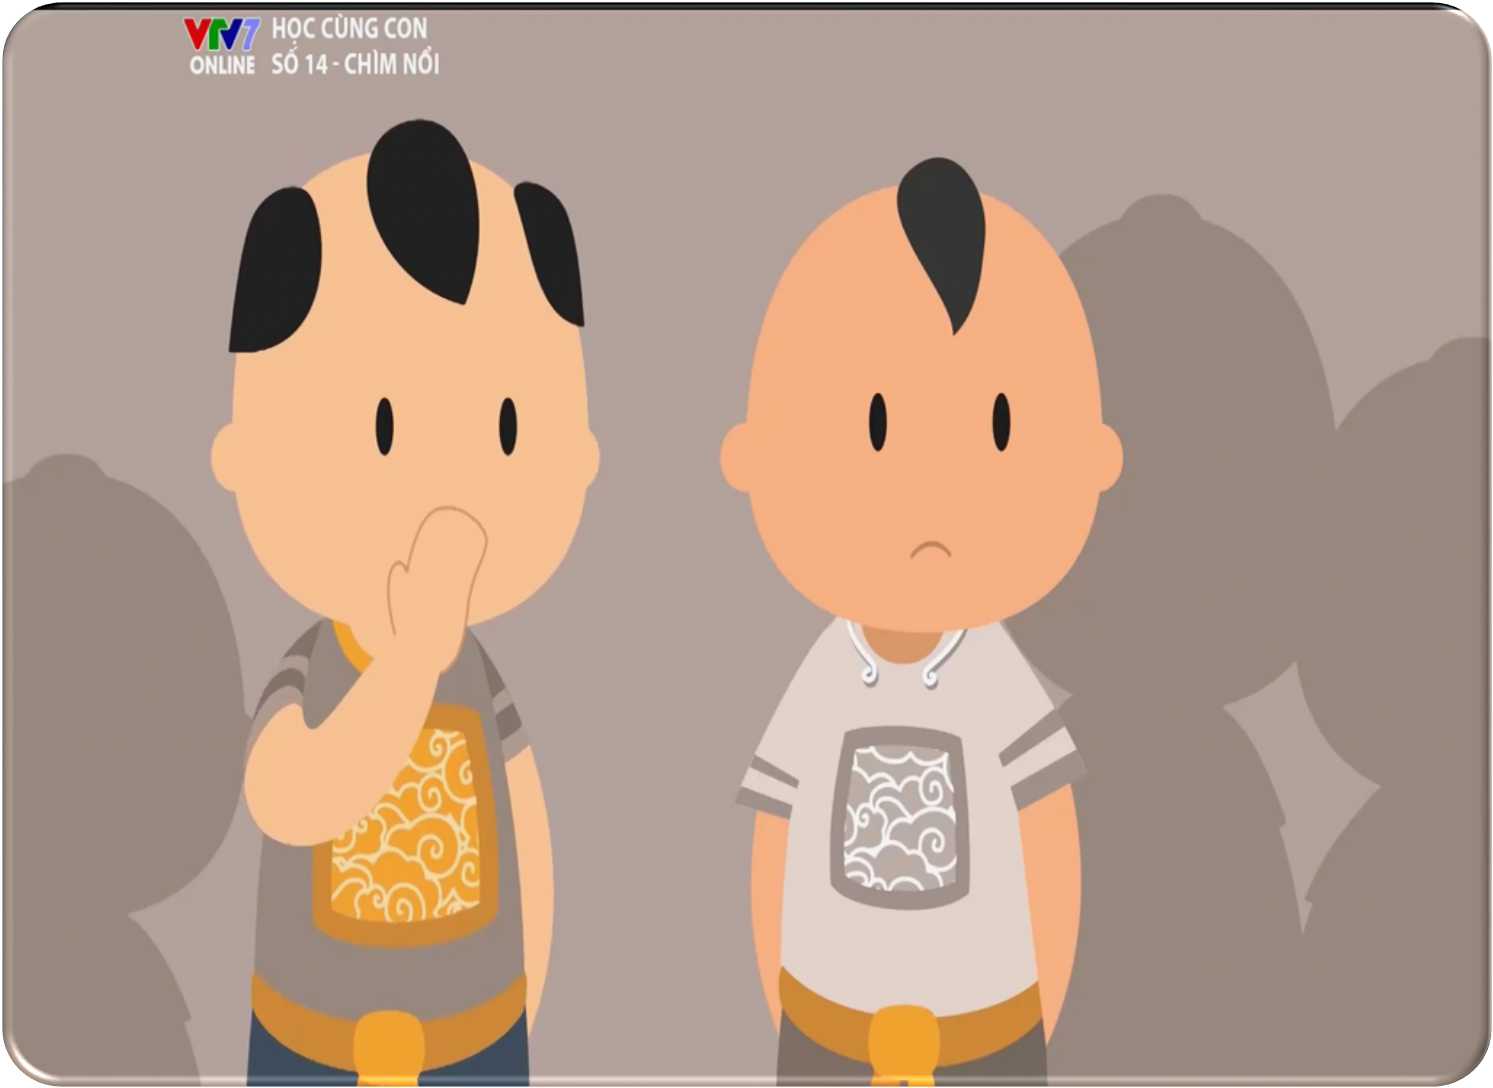 VTV7 HỌC CÙNG CON
ONLINE SỐ 14 - CHÌM NỔI